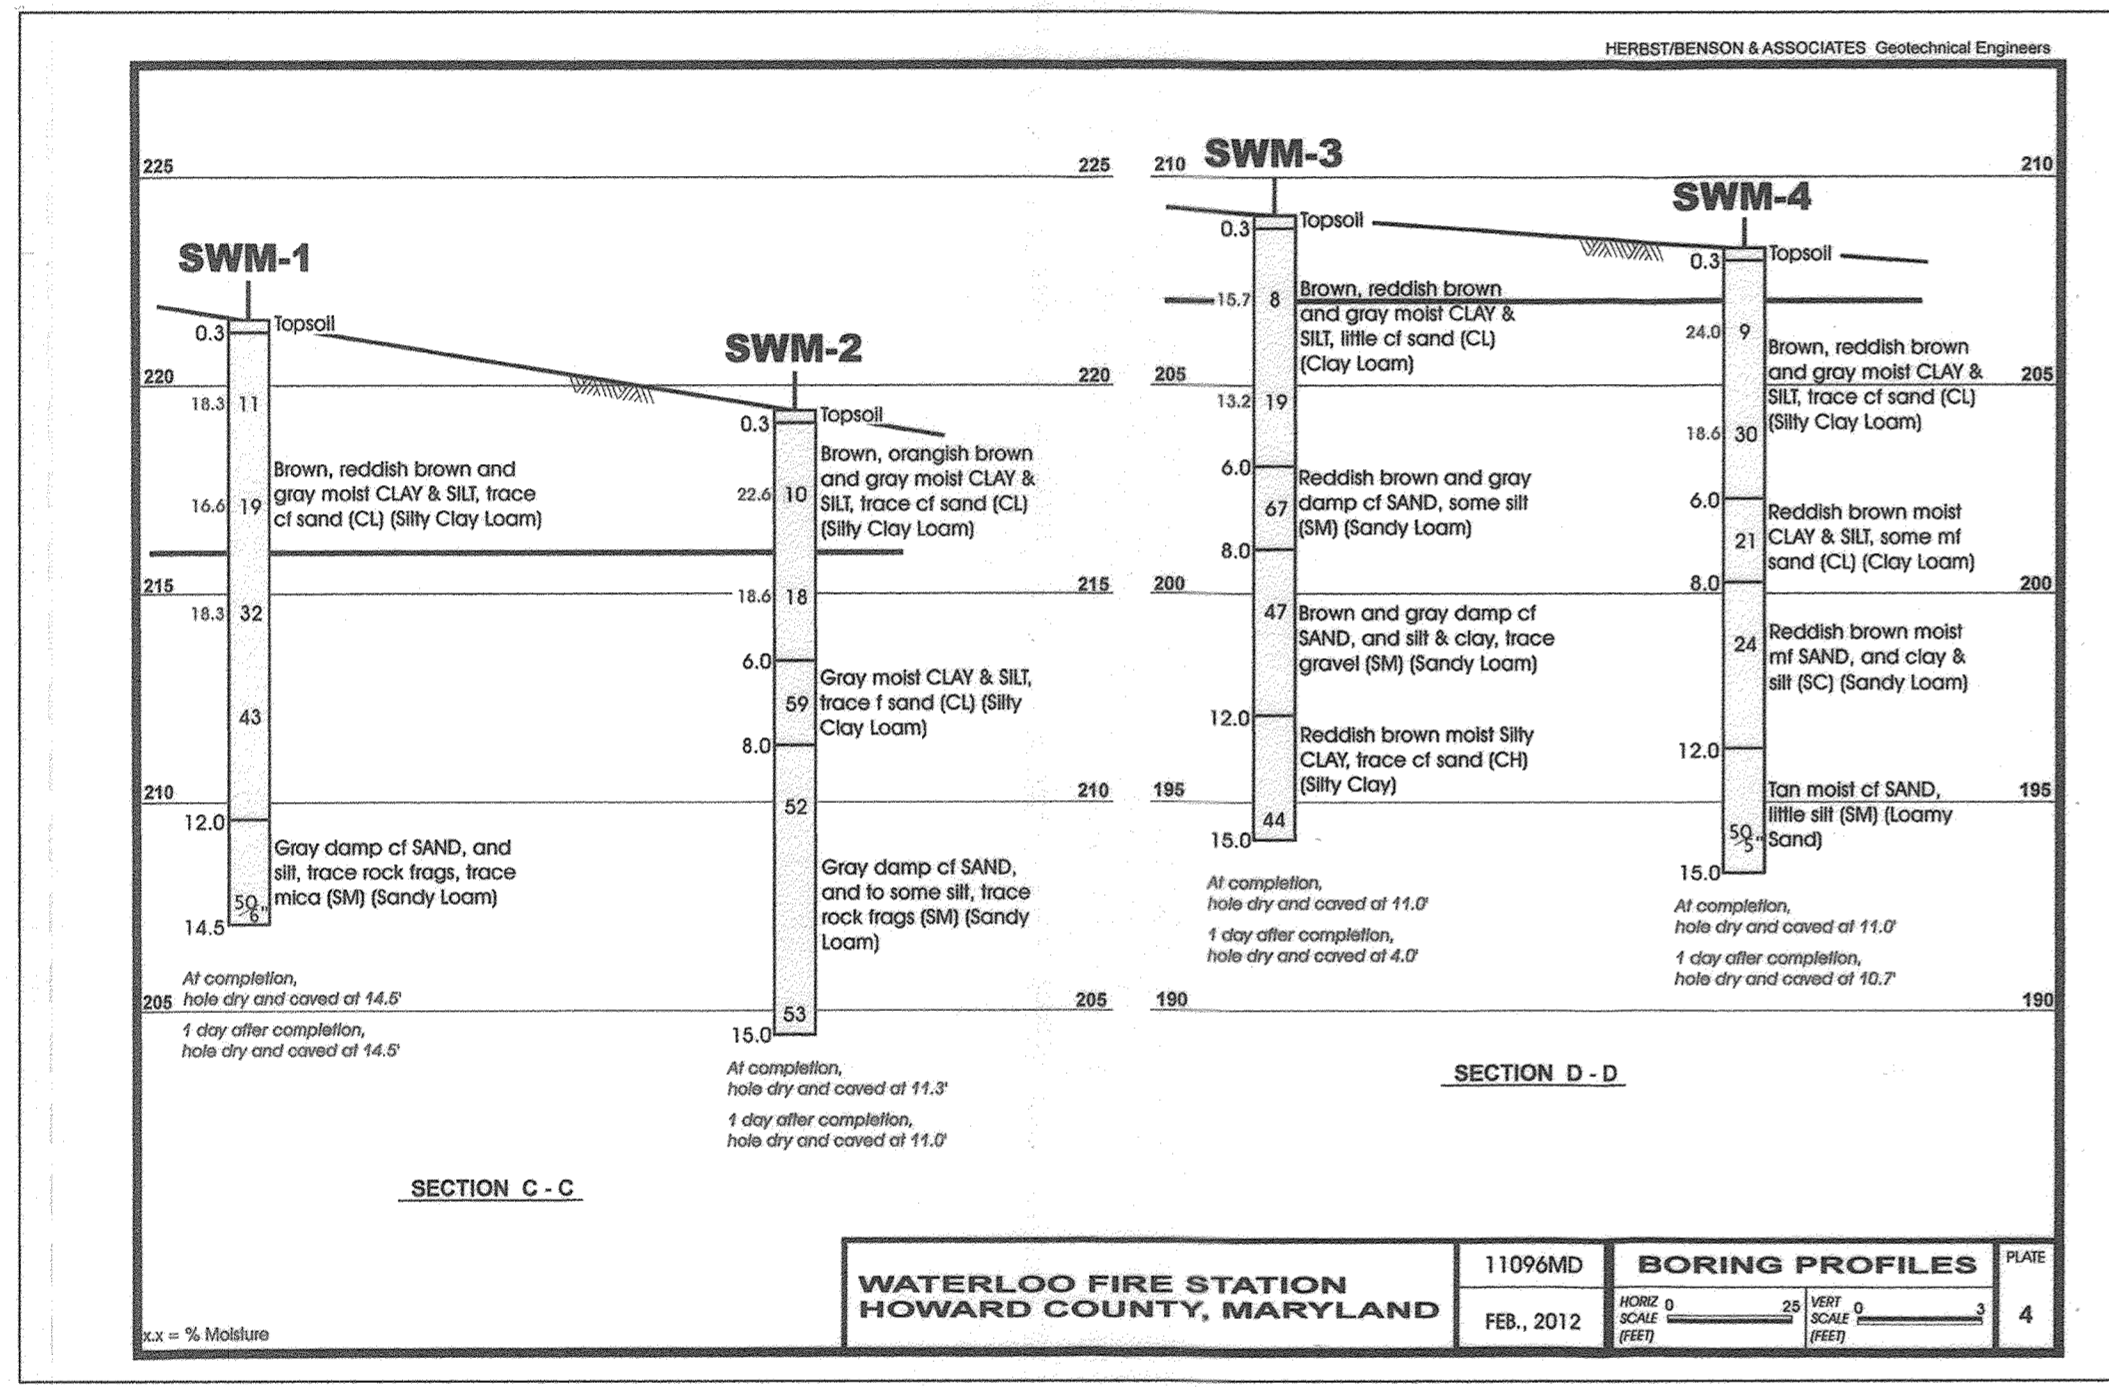 HERBST/BENSON & ASSOCIATES Geotechnical Engineers
225
225
220
220
215
215
210
210
205
205
SWM-1
0.3
Topsoil
18.3
11
16.6
19
Brown, reddish brown and
gray moist CLAY & SILT, trace
cf sand (CL) (Silty Clay Loam)
18.3
32
43
12.0
Gray damp cf SAND, and
silt, trace rock frags, trace
mica (SM) (Sandy Loam)
50/6"
14.5
At completion,
hole dry and caved at 14.5'
1 day after completion,
hole dry and caved at 14.5'
SWM-2
0.3
Topsoil
Brown, orangish brown
and gray moist CLAY &
SILT, trace cf sand (CL)
(Silty Clay Loam)
22.6
10
18.6
18
6.0
Gray moist CLAY & SILT,
trace f sand (CL) (Silty
Clay Loam)
59
8.0
52
Gray damp cf SAND,
and to some silt, trace
rock frags (SM) (Sandy
Loam)
53
15.0
At completion,
hole dry and caved at 11.3'
1 day after completion,
hole dry and caved at 11.0'
SECTION C - C
210
210
205
205
200
200
195
195
190
190
SWM-3
0.3
Topsoil
15.7
8
Brown, reddish brown
and gray moist CLAY &
SILT, little cf sand (CL)
(Clay Loam)
13.2
19
6.0
Reddish brown and gray
damp cf SAND, some silt
(SM) (Sandy Loam)
67
8.0
47
Brown and gray damp cf
SAND, and silt & clay, trace
gravel (SM) (Sandy Loam)
12.0
Reddish brown moist Silty
CLAY, trace cf sand (CH)
(Silty Clay)
44
15.0
At completion,
hole dry and caved at 11.0'
1 day after completion,
hole dry and caved at 4.0'
SWM-4
0.3
Topsoil
24.0
9
Brown, reddish brown
and gray moist CLAY &
SILT, trace cf sand (CL)
(Silty Clay Loam)
18.6
30
6.0
Reddish brown moist
CLAY & SILT, some mf
sand (CL) (Clay Loam)
21
8.0
24
Reddish brown moist
mf SAND, and clay &
silt (SC) (Sandy Loam)
12.0
Tan moist cf SAND,
little silt (SM) (Loamy
Sand)
50/5"
15.0
At completion,
hole dry and caved at 11.0'
1 day after completion,
hole dry and caved at 10.7'
SECTION D - D
x.x = % Moisture
WATERLOO FIRE STATION
HOWARD COUNTY, MARYLAND
11096MD
FEB., 2012
BORING PROFILES
HORIZ SCALE (FEET) 0 25
VERT SCALE (FEET) 0 3
PLATE
4